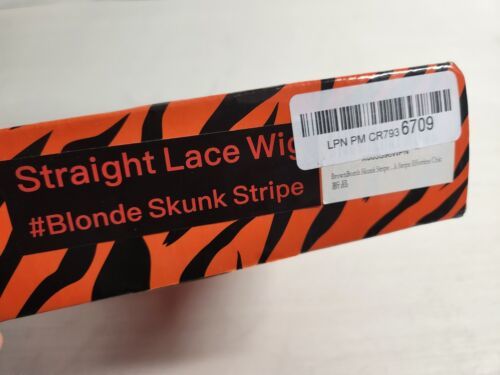 Straight Lace Wig
#Blonde Skunk Stripe
LPN PM CR793 6709
新品